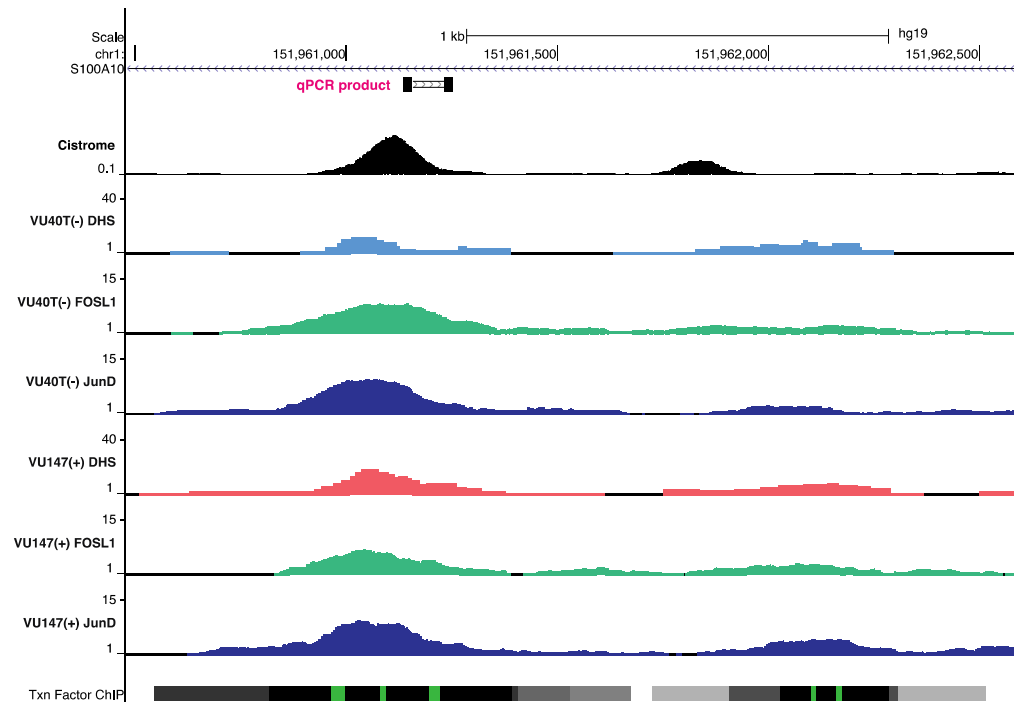 Scale 1 kb hg19
chr1: 151,961,000 151,961,500 151,962,000 151,962,500
S100A10
qPCR product
Cistrome
0.1
40
VU40T(-) DHS
1
15
VU40T(-) FOSL1
1
15
VU40T(-) JunD
1
40
VU147(+) DHS
1
15
VU147(+) FOSL1
1
15
VU147(+) JunD
1
Txn Factor ChIP